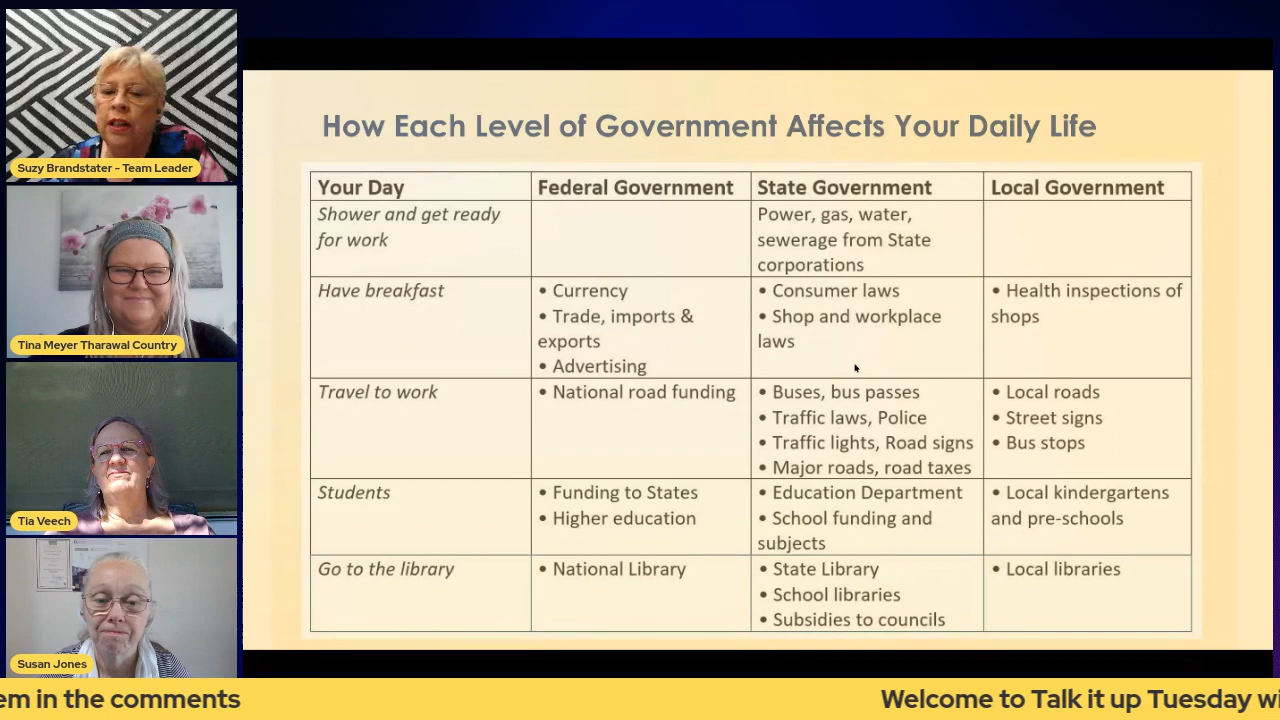 Suzy Brandstater - Team Leader
Tina Meyer Tharawal Country
Tia Veech
Susan Jones
How Each Level of Government Affects Your Daily Life
Your Day
Federal Government
State Government
Local Government
Shower and get ready
for work
Power, gas, water,
sewerage from State
corporations
Have breakfast
• Currency
• Trade, imports &
exports
• Advertising
• Consumer laws
• Shop and workplace
laws
• Health inspections of
shops
Travel to work
• National road funding
• Buses, bus passes
• Traffic laws, Police
• Traffic lights, Road signs
• Major roads, road taxes
• Local roads
• Street signs
• Bus stops
Students
• Funding to States
• Higher education
• Education Department
• School funding and
subjects
• Local kindergartens
and pre-schools
Go to the library
• National Library
• State Library
• School libraries
• Subsidies to councils
• Local libraries
em in the comments
Welcome to Talk it up Tuesday wi